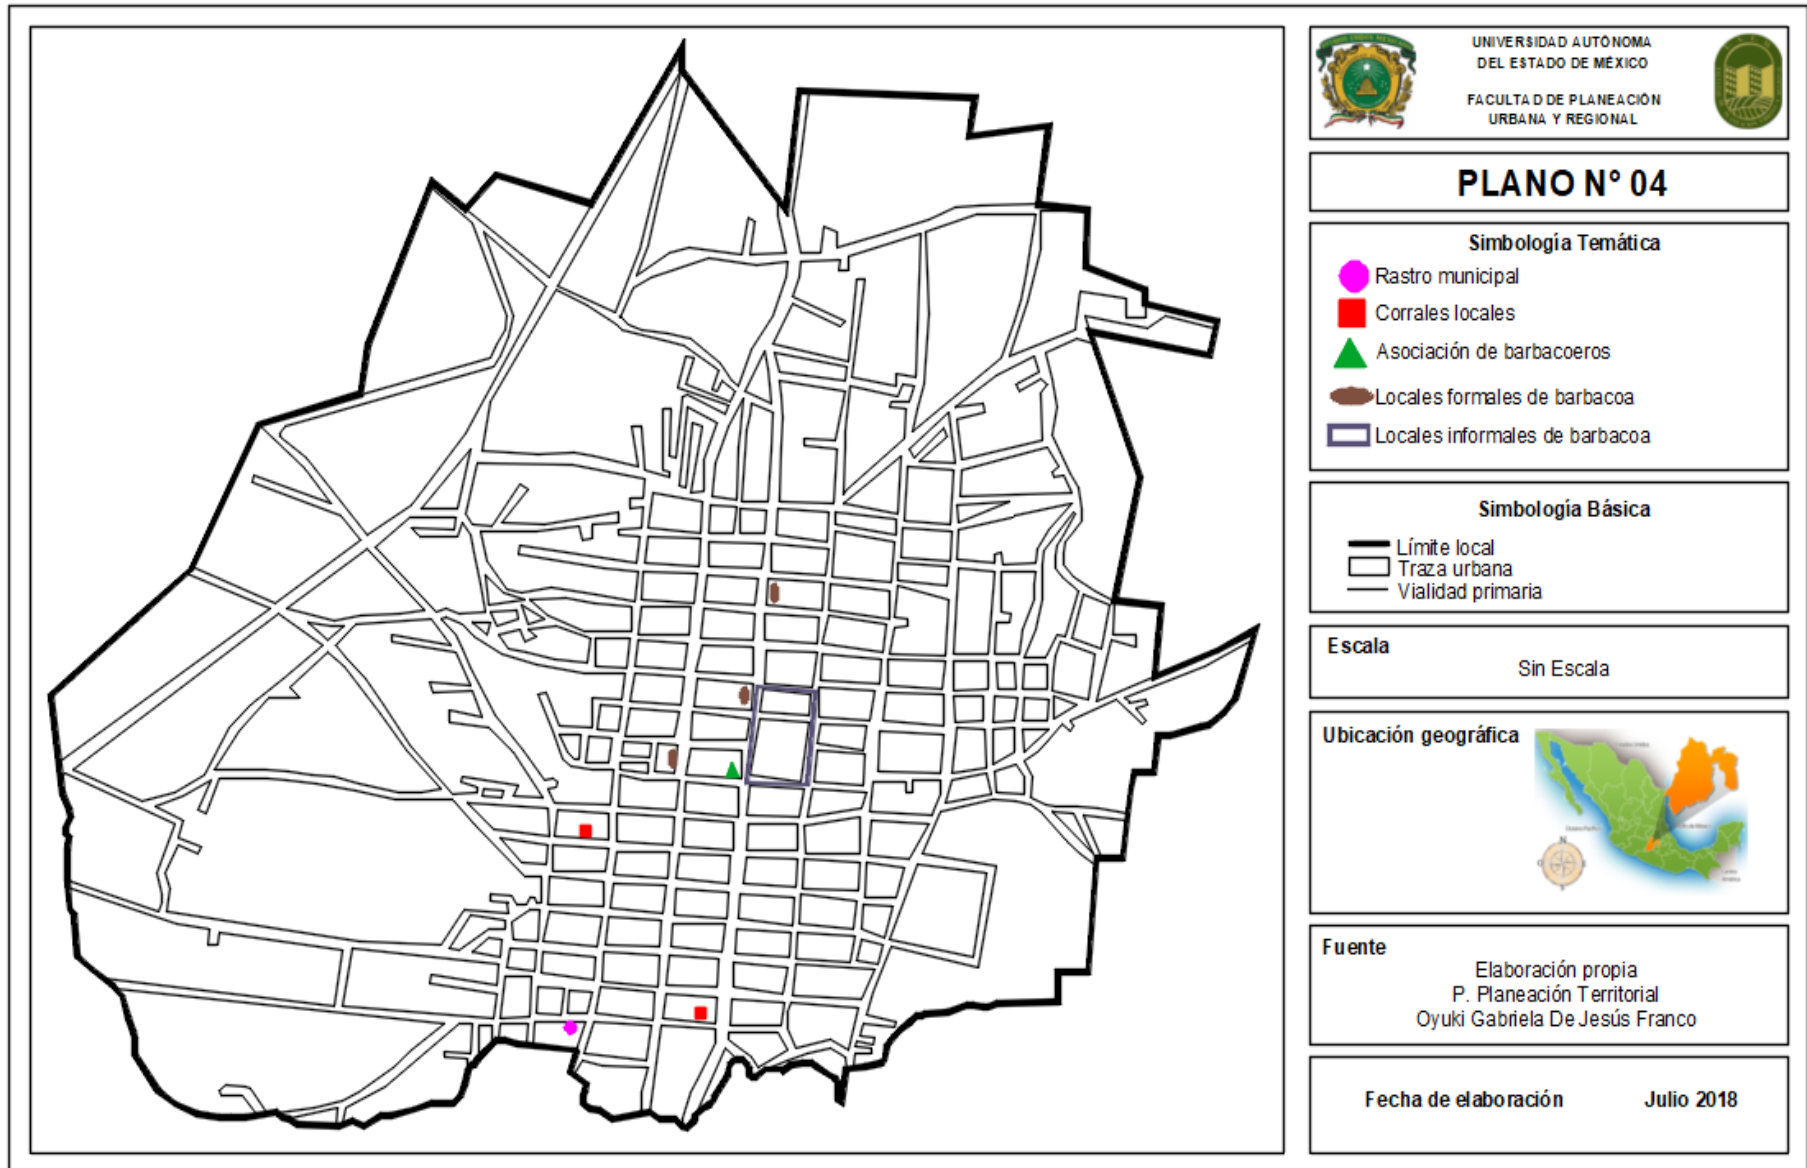 UNIVERSIDAD AUTÓNOMA
DEL ESTADO DE MÉXICO
FACULTAD DE PLANEACIÓN
URBANA Y REGIONAL
PLANO N° 04
Simbología Temática
Rastro municipal
Corrales locales
Asociación de barbacoeros
Locales formales de barbacoa
Locales informales de barbacoa
Simbología Básica
Límite local
Traza urbana
Vialidad primaria
Escala
Sin Escala
Ubicación geográfica
N
S
Fuente
Elaboración propia
P. Planeación Territorial
Oyuki Gabriela De Jesús Franco
Fecha de elaboración Julio 2018